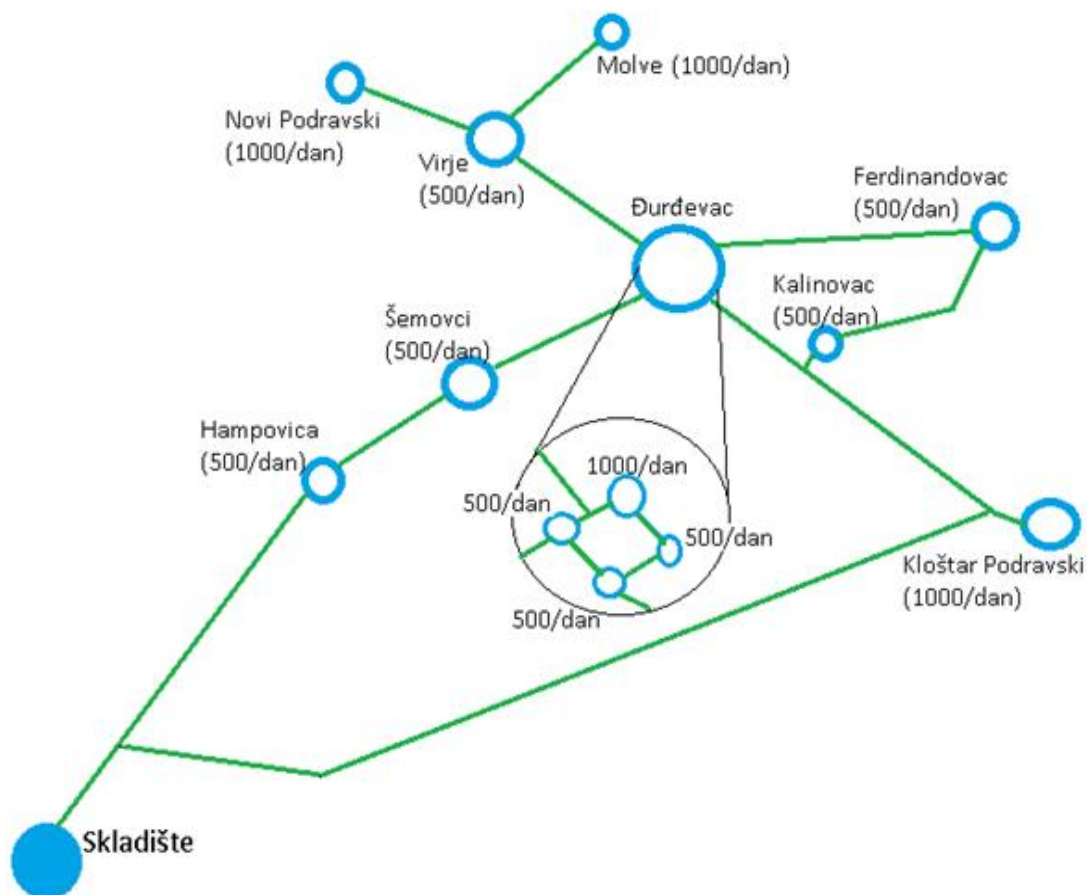 Molve (1000/dan)
Novi Podravski
(1000/dan)
Virje
(500/dan)
Đurđevac
Ferdinandovac
(500/dan)
Kalinovac
(500/dan)
Šemovci
(500/dan)
Hampovica
(500/dan)
1000/dan
500/dan
500/dan
500/dan
Kloštar Podravski
(1000/dan)
Skladište